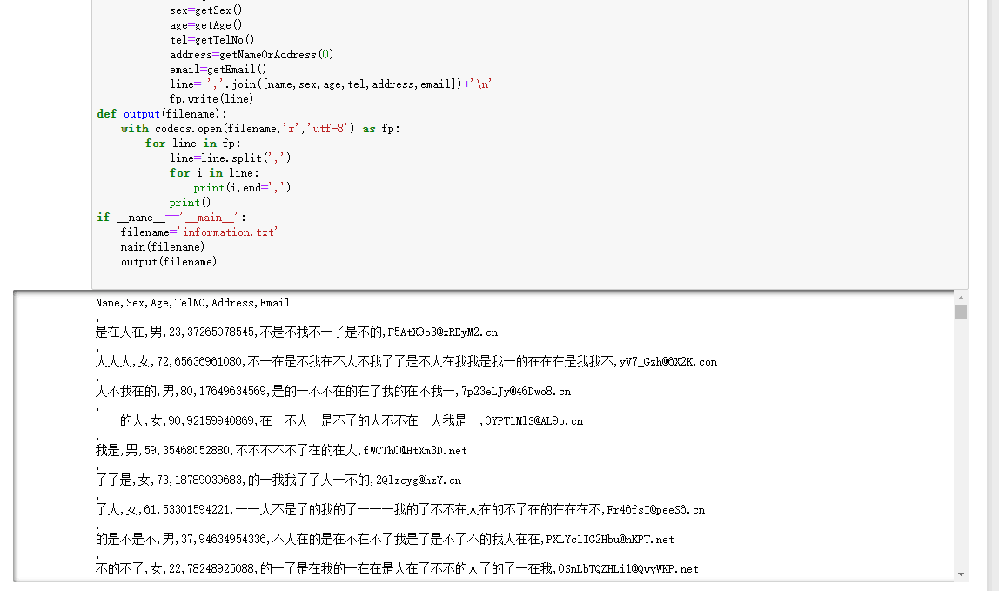 sex=getSex()
age=getAge()
tel=getTelNo()
address=getNameOrAddress(0)
email=getEmail()
line= ','.join([name,sex,age,tel,address,email])+'\n'
fp.write(line)
def output(filename):
with codecs.open(filename,'r','utf-8') as fp:
for line in fp:
line=line.split(',')
for i in line:
print(i,end=',')
print()
if __name__=='__main__':
filename='information.txt'
main(filename)
output(filename)
Name,Sex,Age,TelNO,Address,Email
,
是在人在,男,23,37265078545,不是不我不一了是不的,F5AtX9o3@xREyM2.cn
,
人人人,女,72,65636961080,不一在是不我在不人不我了了是不人在我我是我一的在在在是我我不,yV7_Gzh@6X2K.com
,
人不我在的,男,80,17649634569,是的一不不在的在了我的在不我一,7p23eLJy@46Dwo8.cn
,
一一的人,女,90,92159940869,在一不人一是不了的人不不在一人我是一,OYPT1MlS@AL9p.cn
,
我是,男,59,35468052880,不不不不不了在的在人,fWCThO@HtXm3D.net
,
了了是,女,73,18789039683,的一我我了了人一不的,2Qlzcyg@hzY.cn
,
了人,女,61,53301594221,一一人不是了的我的了一一一我的了不不在人在的不了在的在在在不,Fr46fsI@peeS6.cn
,
的是不是不,男,37,94634954336,不人在的是在不在不了我是了是不了不的我人在在,PXLYclIG2Hbu@nKPT.net
,
不的不了,女,22,78248925088,的一了是在我的一在在是人在了不不的人了的了一在我,OSnLbTQZHLil@QwyWKP.net